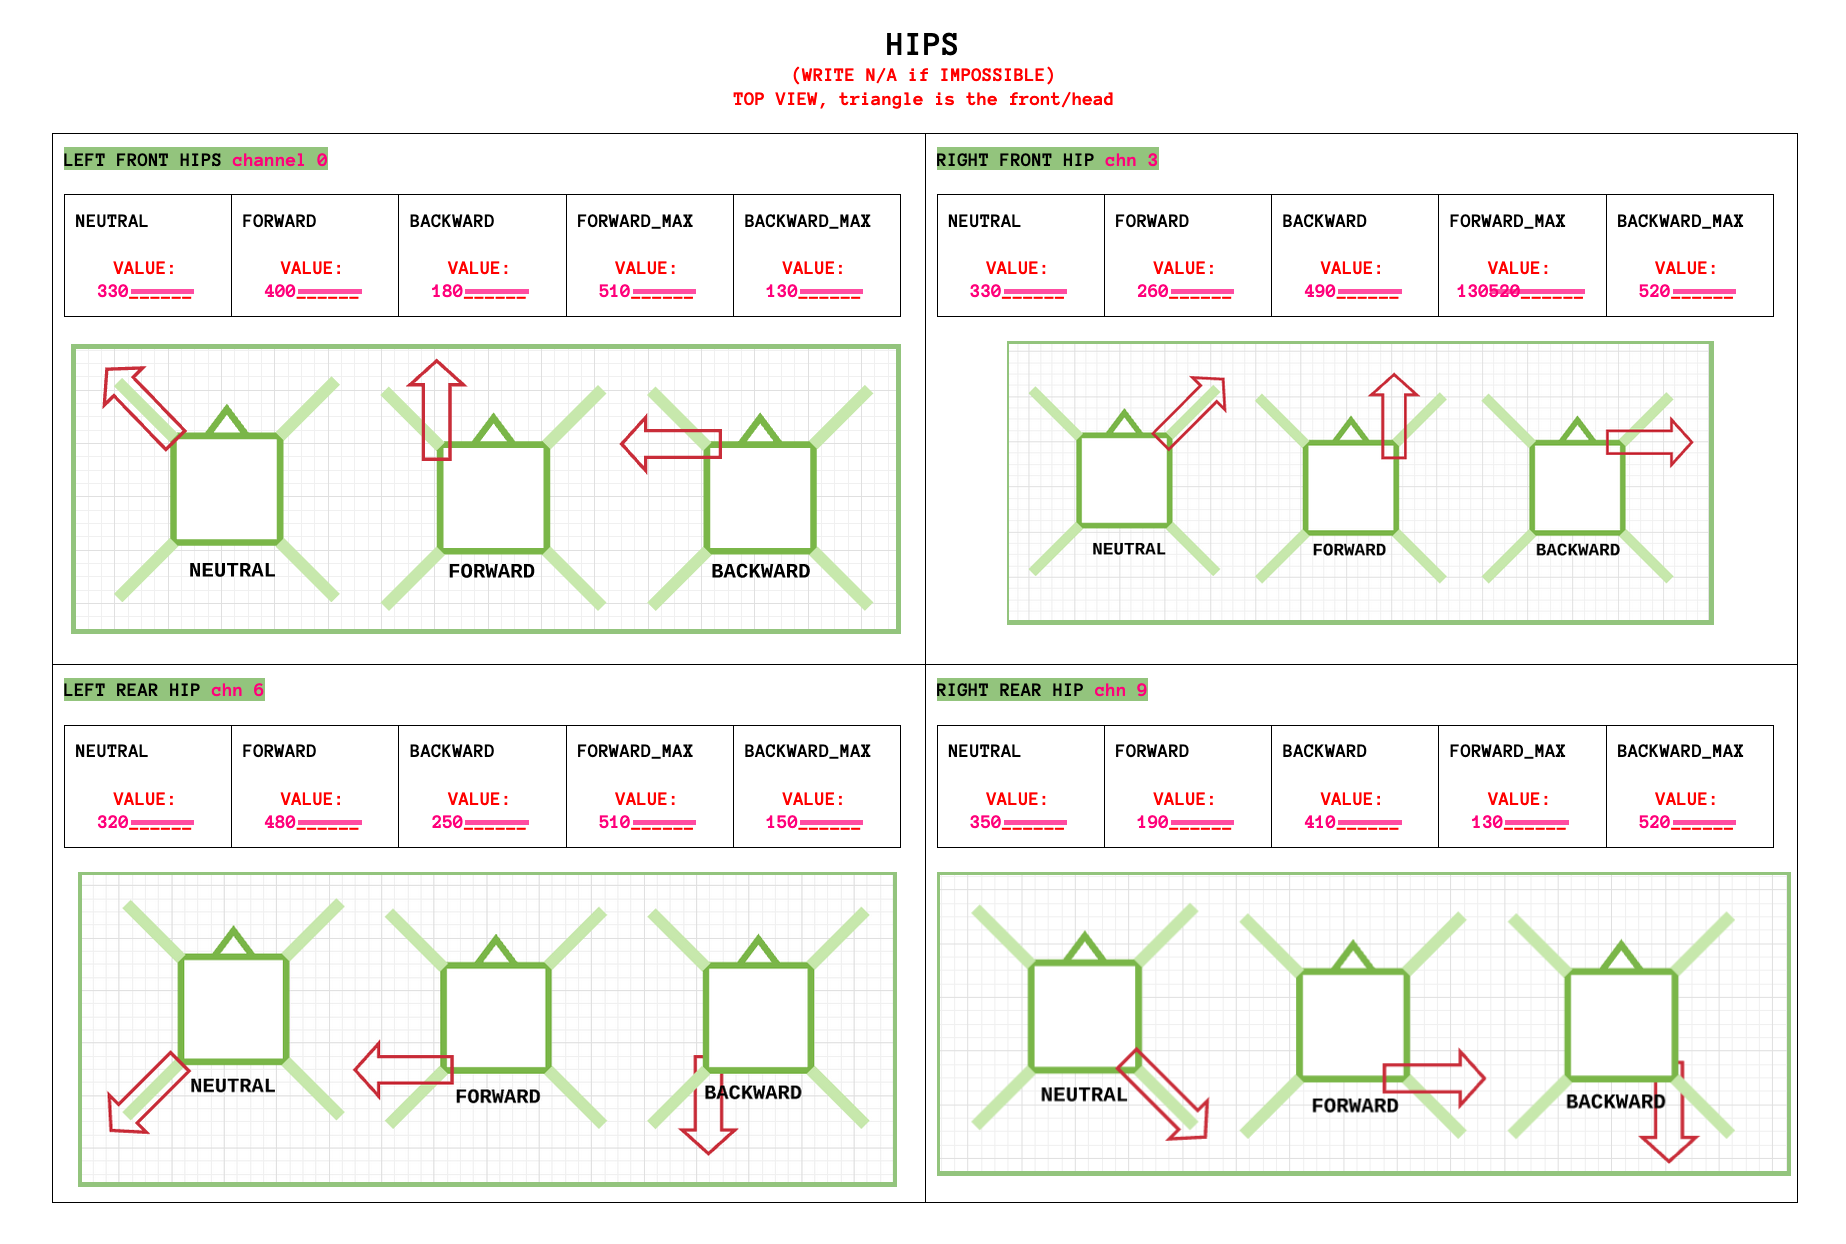 HIPS
(WRITE N/A if IMPOSSIBLE)
TOP VIEW, triangle is the front/head
LEFT FRONT HIPS channel 0
NEUTRAL FORWARD BACKWARD FORWARD_MAX BACKWARD_MAX
VALUE: VALUE: VALUE: VALUE: VALUE:
330______ 400______ 180______ 510______ 130______
NEUTRAL FORWARD BACKWARD
RIGHT FRONT HIP chn 3
NEUTRAL FORWARD BACKWARD FORWARD_MAX BACKWARD_MAX
VALUE: VALUE: VALUE: VALUE: VALUE:
330______ 260______ 490______ 130520______ 520______
NEUTRAL FORWARD BACKWARD
LEFT REAR HIP chn 6
NEUTRAL FORWARD BACKWARD FORWARD_MAX BACKWARD_MAX
VALUE: VALUE: VALUE: VALUE: VALUE:
320______ 480______ 250______ 510______ 150______
NEUTRAL FORWARD BACKWARD
RIGHT REAR HIP chn 9
NEUTRAL FORWARD BACKWARD FORWARD_MAX BACKWARD_MAX
VALUE: VALUE: VALUE: VALUE: VALUE:
350______ 190______ 410______ 130______ 520______
NEUTRAL FORWARD BACKWARD